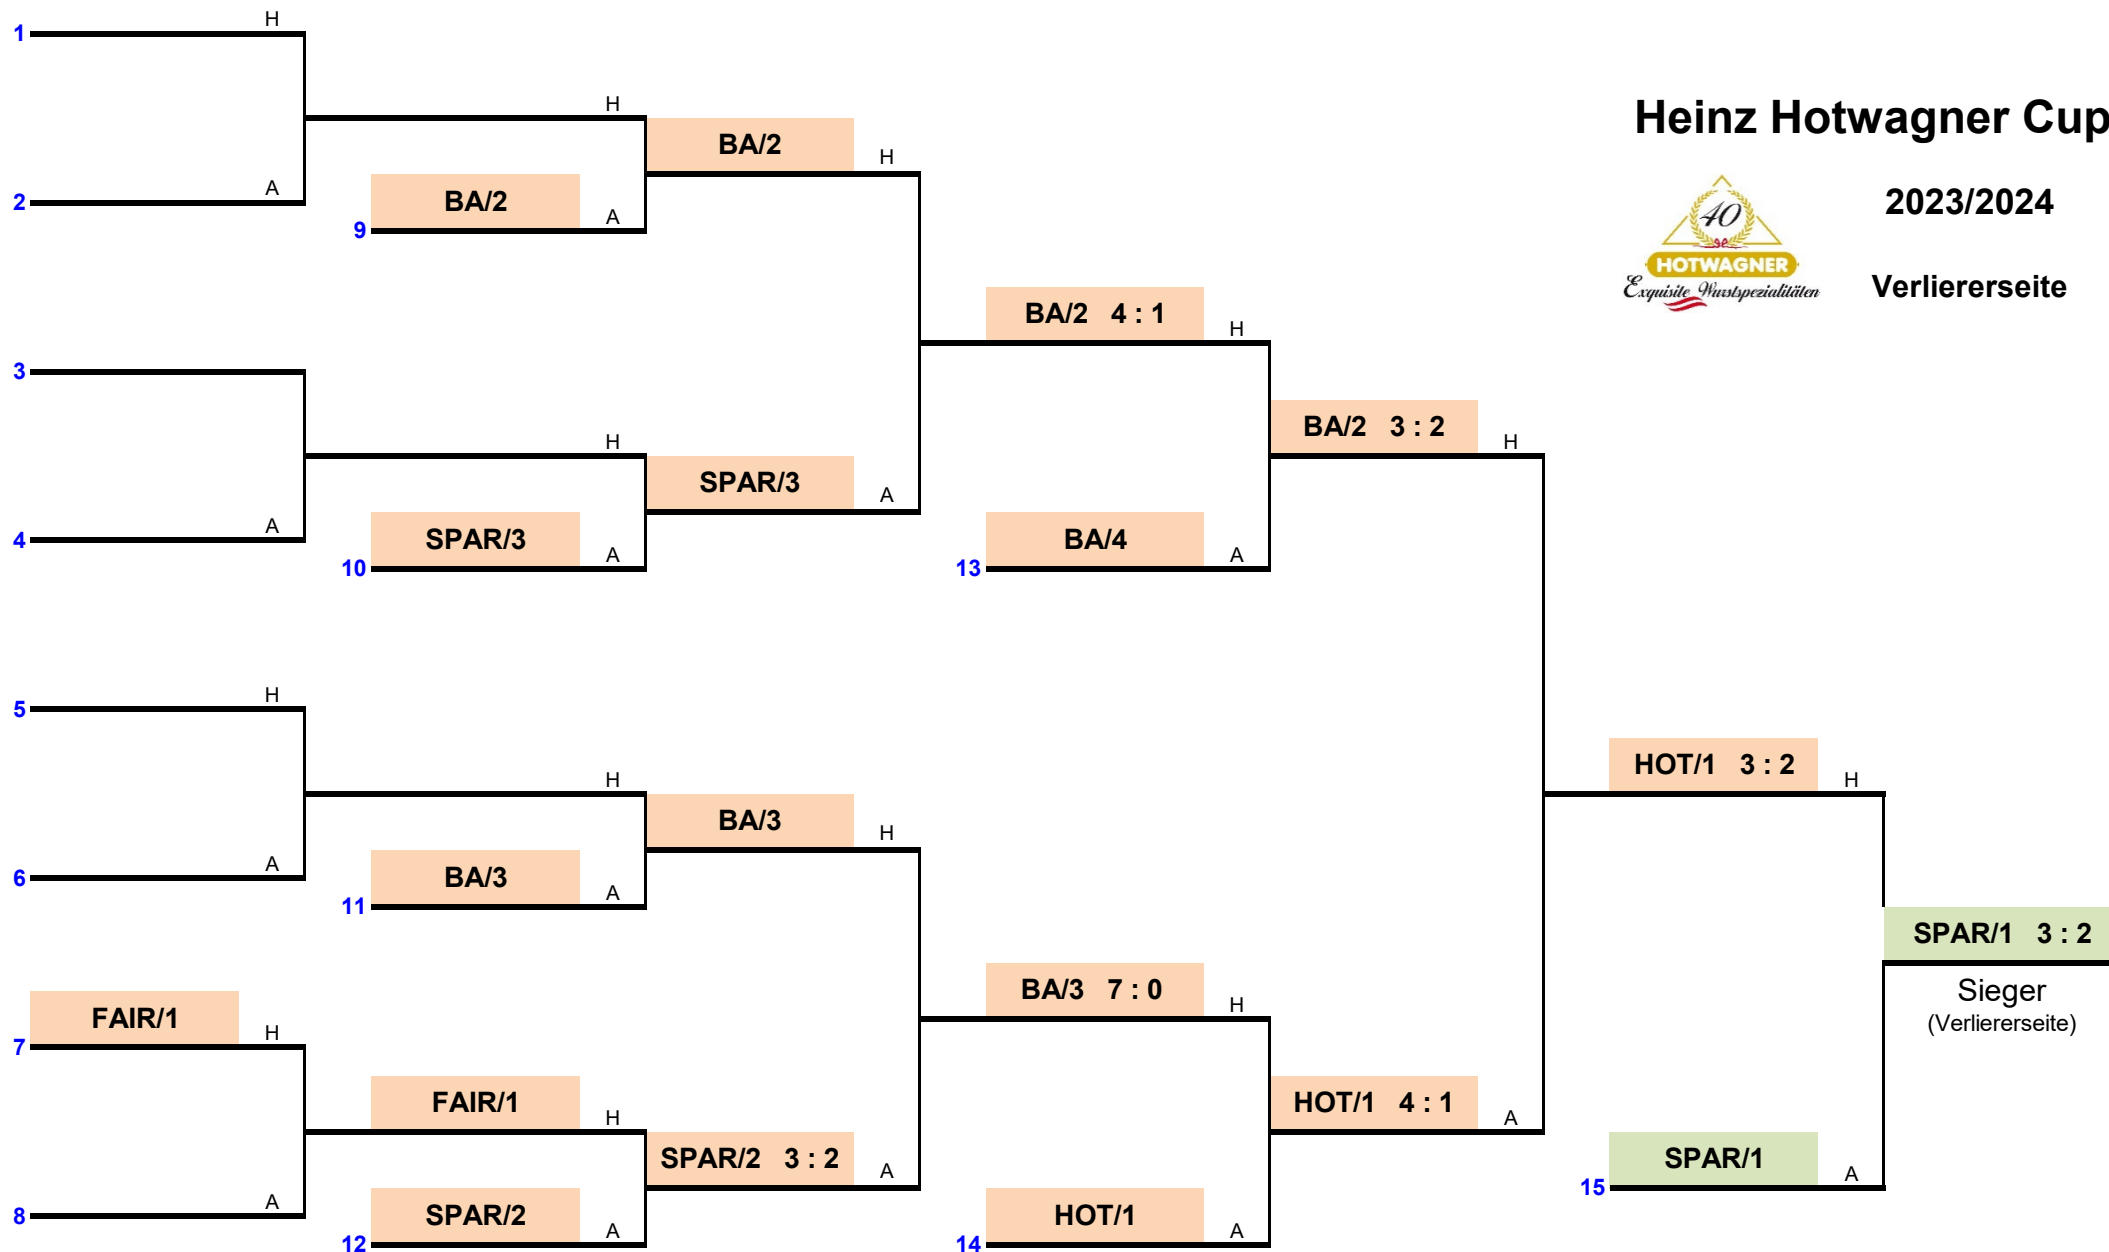 Heinz Hotwagner Cup
2023/2024
Verliererseite
40
HOTWAGNER
Exquisite Wurstspezialitäten
1 H
2 A
H
BA/2
9 BA/2 A
H
3
4 A
H
SPAR/3
10 SPAR/3 A
A
BA/2 4 : 1 H
13 BA/4 A
BA/2 3 : 2 H
5 H
6 A
H
BA/3 H
11 BA/3 A
7 FAIR/1 H
8 A
FAIR/1 H
12 SPAR/2 A
SPAR/2 3 : 2 A
BA/3 7 : 0 H
14 HOT/1 A
HOT/1 4 : 1 A
HOT/1 3 : 2 H
15 SPAR/1 A
SPAR/1 3 : 2
Sieger
(Verliererseite)